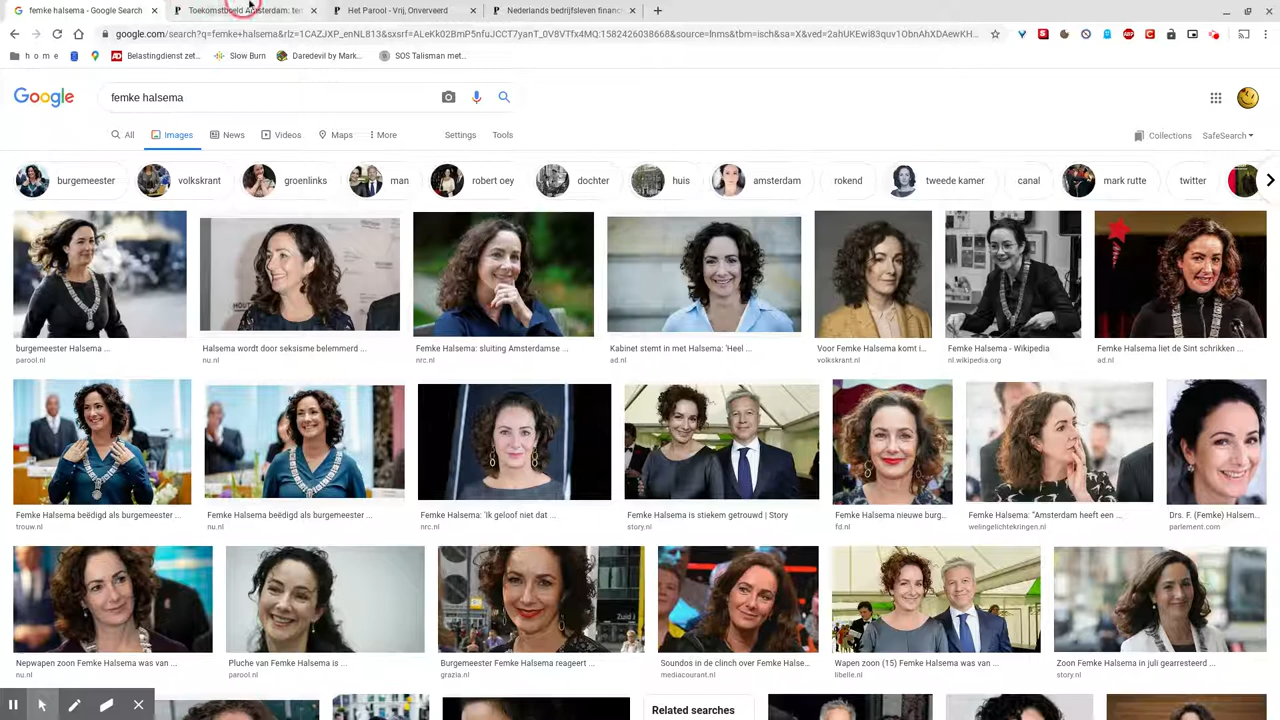 femke halsema - Google Search
Toekomstbeeld Amsterdam: ter
Het Parool - Vrij, Onverveerd
Nederlands bedrijfsleven financ
google.com/search?q=femke+halsema&rlz=1CAZJXP_enNL813&sxsrf=ALeKk02BmP5nfuJCCT7yanT_0V8VTfx4MQ:1582426038668&source=lnms&tbm=isch&sa=X&ved=2ahUKEwi83quv1ObnAhXDAewKH...
h o m e
Belastingdienst zet...
Slow Burn
Daredevil by Mark...
SOS Talisman met...
Google
femke halsema
All
Images
News
Videos
Maps
More
Settings
Tools
Collections
SafeSearch
burgemeester
volkskrant
groenlinks
man
robert oey
dochter
huis
amsterdam
rokend
tweede kamer
canal
mark rutte
twitter
burgemeester Halsema ...
parool.nl
Halsema wordt door seksisme belemmerd ...
nu.nl
Femke Halsema: sluiting Amsterdamse ...
nrc.nl
Kabinet stemt in met Halsema: 'Heel ...
ad.nl
Voor Femke Halsema komt i...
volkskrant.nl
Femke Halsema - Wikipedia
nl.wikipedia.org
Femke Halsema liet de Sint schrikken ...
ad.nl
Femke Halsema beëdigd als burgemeester ...
trouw.nl
Femke Halsema beëdigd als burgemeester ...
nu.nl
Femke Halsema: 'Ik geloof niet dat ...
nrc.nl
Femke Halsema is stiekem getrouwd | Story
story.nl
Femke Halsema nieuwe burg...
fd.nl
Femke Halsema: "Amsterdam heeft een ...
welingelichtekringen.nl
Drs. F. (Femke) Halsem...
parlement.com
Nepwapen zoon Femke Halsema was van ...
nu.nl
Pluche van Femke Halsema is ...
parool.nl
Burgemeester Femke Halsema reageert ...
grazia.nl
Soundos in de clinch over Femke Halse...
mediacourant.nl
Wapen zoon (15) Femke Halsema was van ...
libelle.nl
Zoon Femke Halsema in juli gearresteerd ...
story.nl
Related searches